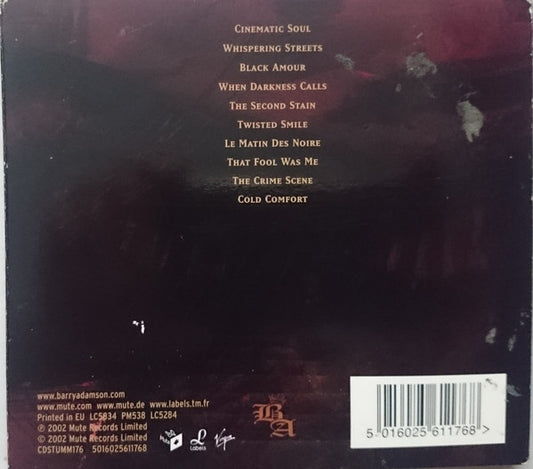 CINEMATIC SOUL
WHISPERING STREETS
BLACK AMOUR
WHEN DARKNESS CALLS
THE SECOND STAIN
TWISTED SMILE
LE MATIN DES NOIRE
THAT FOOL WAS ME
THE CRIME SCENE
COLD COMFORT
www.barryadamson.com
www.mute.com www.mute.de www.labels.tm.fr
Printed in EU LC5834 PM538 LC5284
℗ 2002 Mute Records Limited
© 2002 Mute Records Limited
CDSTUMM176 5016025611768
L
Labels
Virgin
B A
5 016025 611768 >